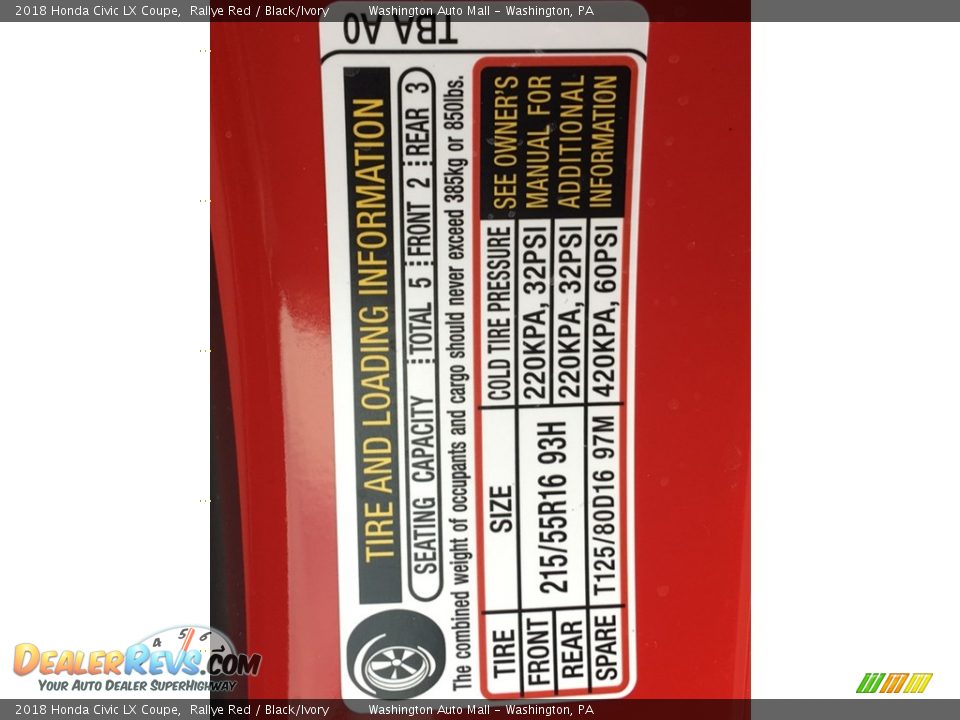 2018 Honda Civic LX Coupe, Rallye Red / Black/Ivory Washington Auto Mall - Washington, PA
TBA A0
TIRE AND LOADING INFORMATION
SEATING CAPACITY TOTAL 5 FRONT 2 REAR 3
The combined weight of occupants and cargo should never exceed 385kg or 850lbs.
TIRE SIZE COLD TIRE PRESSURE
FRONT 215/55R16 93H 220KPA, 32PSI
REAR 220KPA, 32PSI
SPARE T125/80D16 97M 420KPA, 60PSI
SEE OWNER'S
MANUAL FOR
ADDITIONAL
INFORMATION
4 5 6
DEALERREVS.COM
YOUR AUTO DEALER SUPERHIGHWAY
2018 Honda Civic LX Coupe, Rallye Red / Black/Ivory Washington Auto Mall - Washington, PA